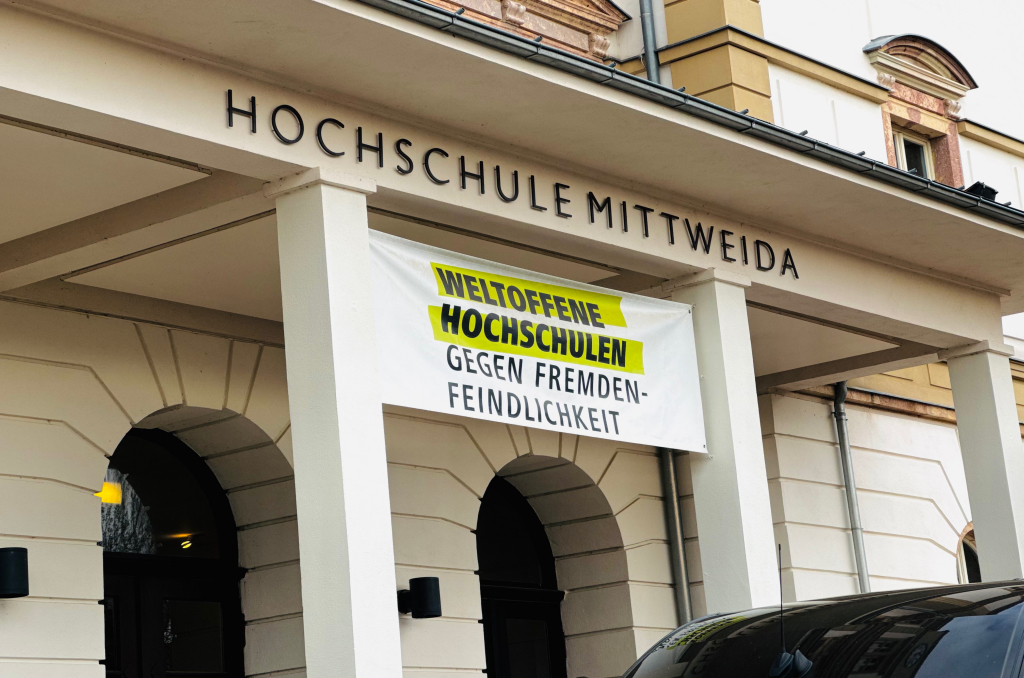 HOCHSCHULE MITTWEIDA
WELTOFFENE
HOCHSCHULEN
GEGEN FREMDEN-
FEINDLICHKEIT